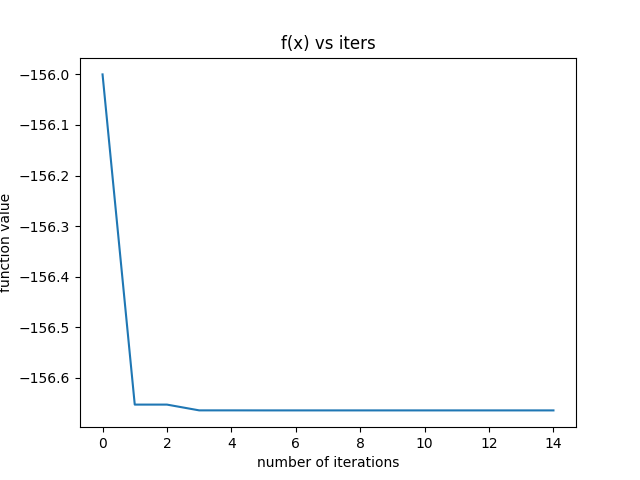 f(x) vs iters
−156.0
−156.1
−156.2
−156.3
−156.4
−156.5
−156.6
function value
0 2 4 6 8 10 12 14
number of iterations